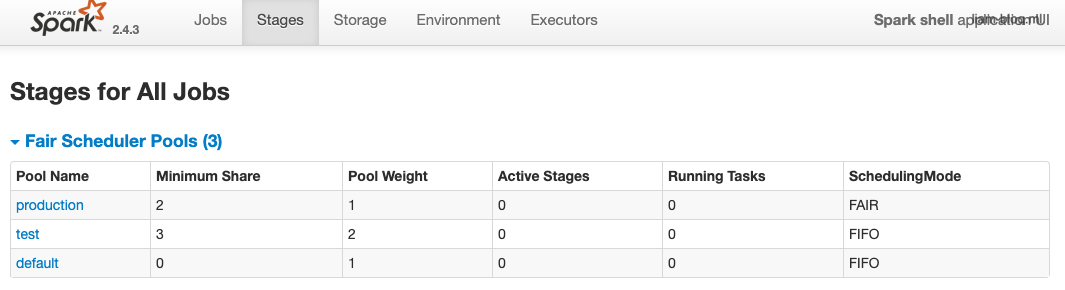 APACHE
Spark 2.4.3 Jobs Stages Storage Environment Executors Spark shell application UI
Stages for All Jobs
Fair Scheduler Pools (3)
Pool Name Minimum Share Pool Weight Active Stages Running Tasks SchedulingMode
production 2 1 0 0 FAIR
test 3 2 0 0 FIFO
default 0 1 0 0 FIFO